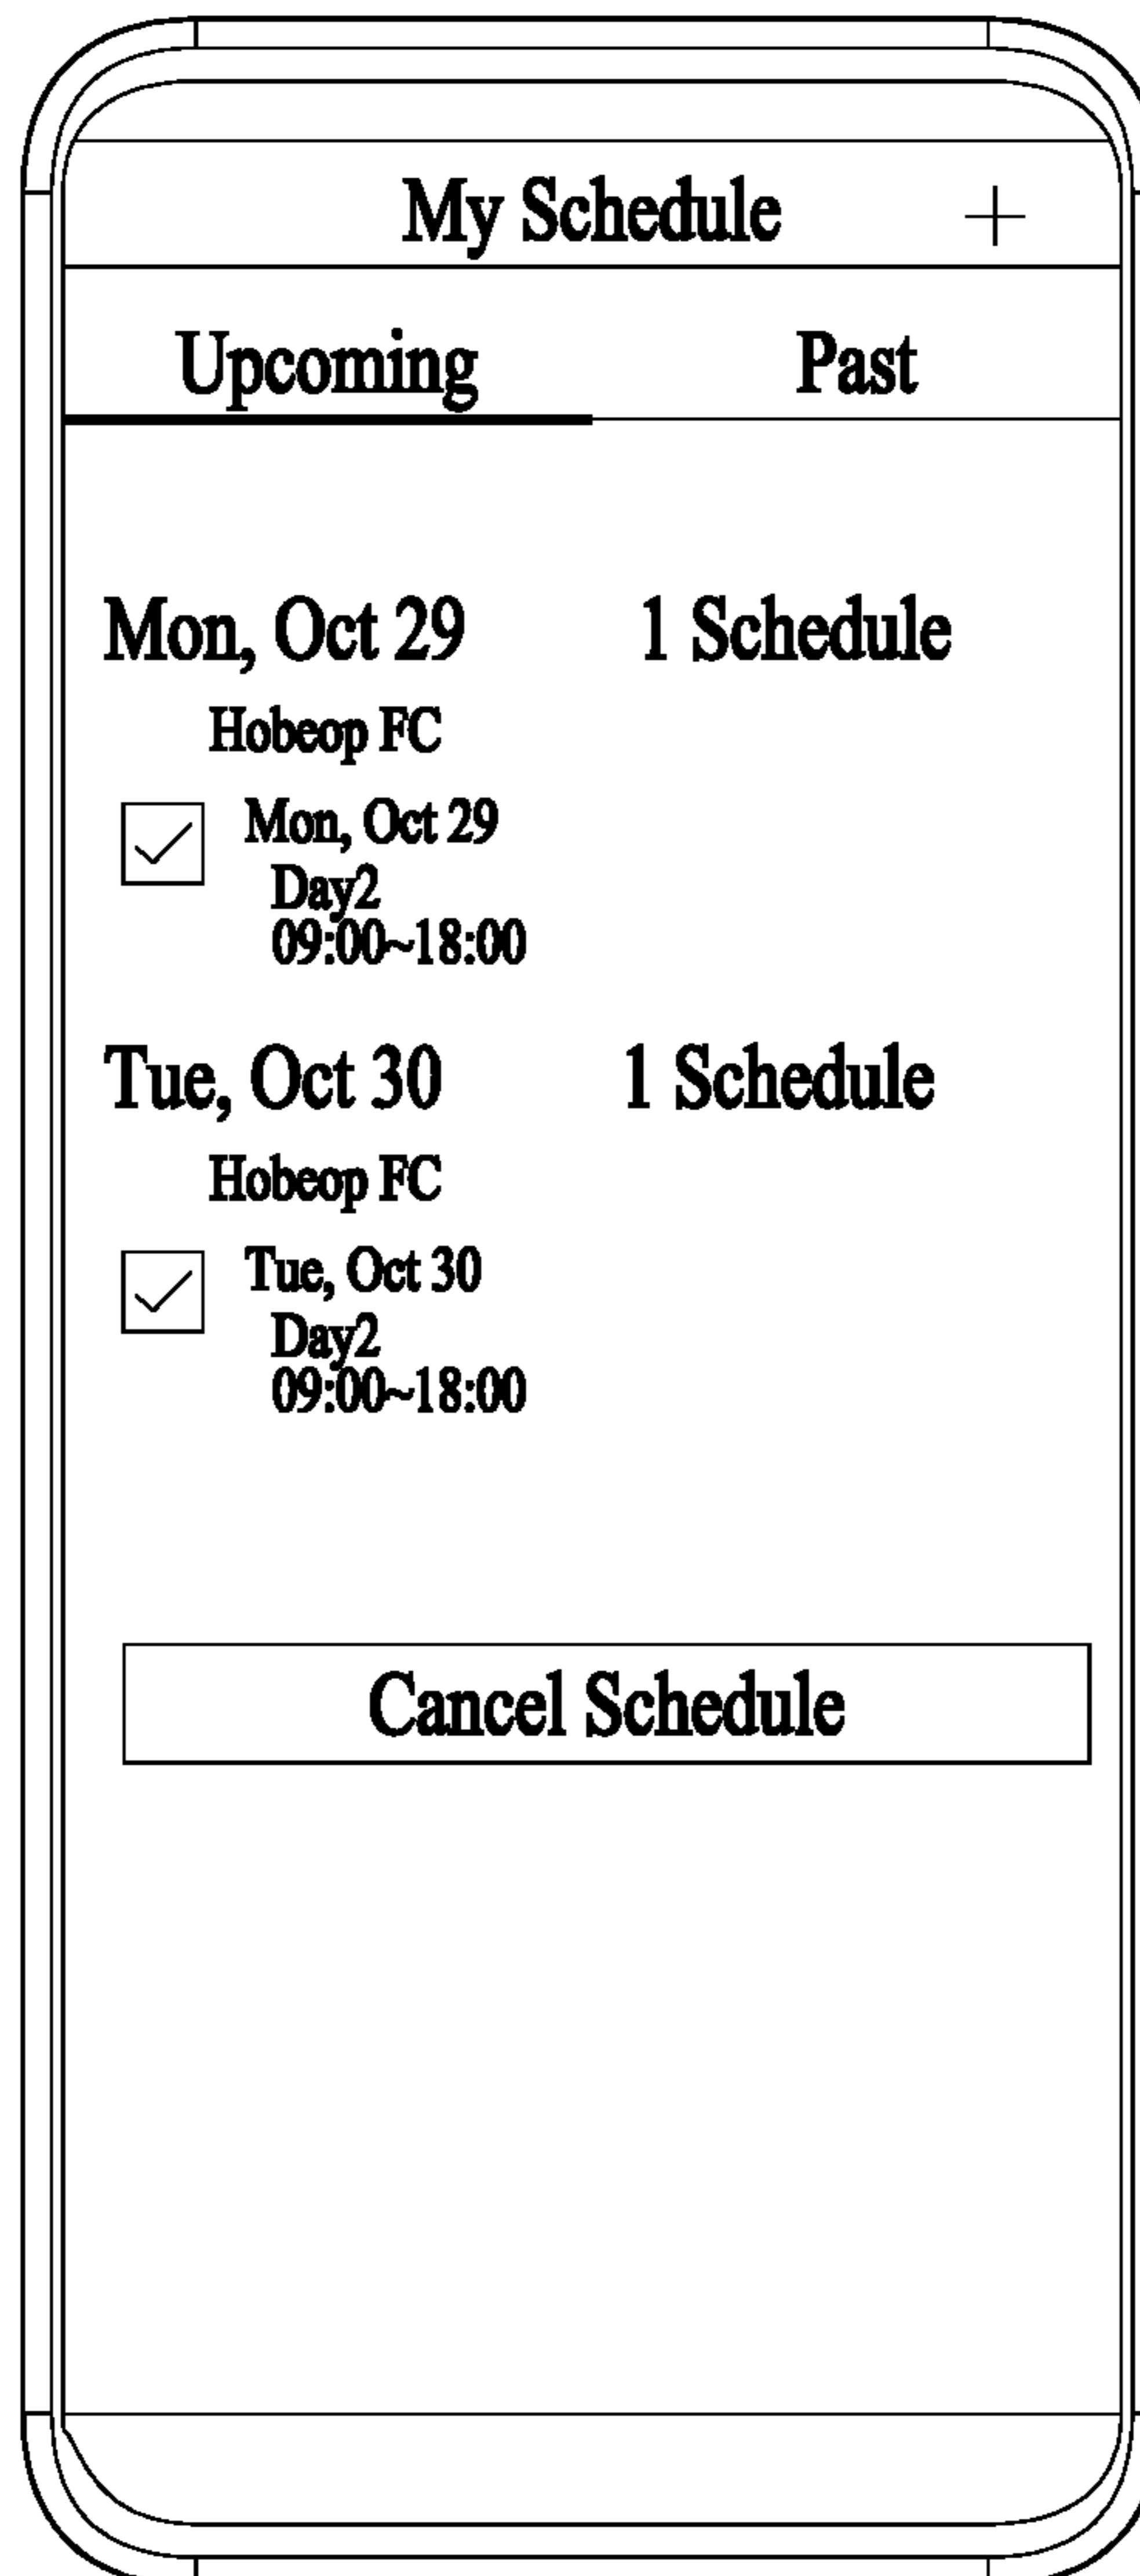 My Schedule +
Upcoming Past
Mon, Oct 29 1 Schedule
Hobeop FC
Mon, Oct 29
Day2
09:00~18:00
Tue, Oct 30 1 Schedule
Hobeop FC
Tue, Oct 30
Day2
09:00~18:00
Cancel Schedule